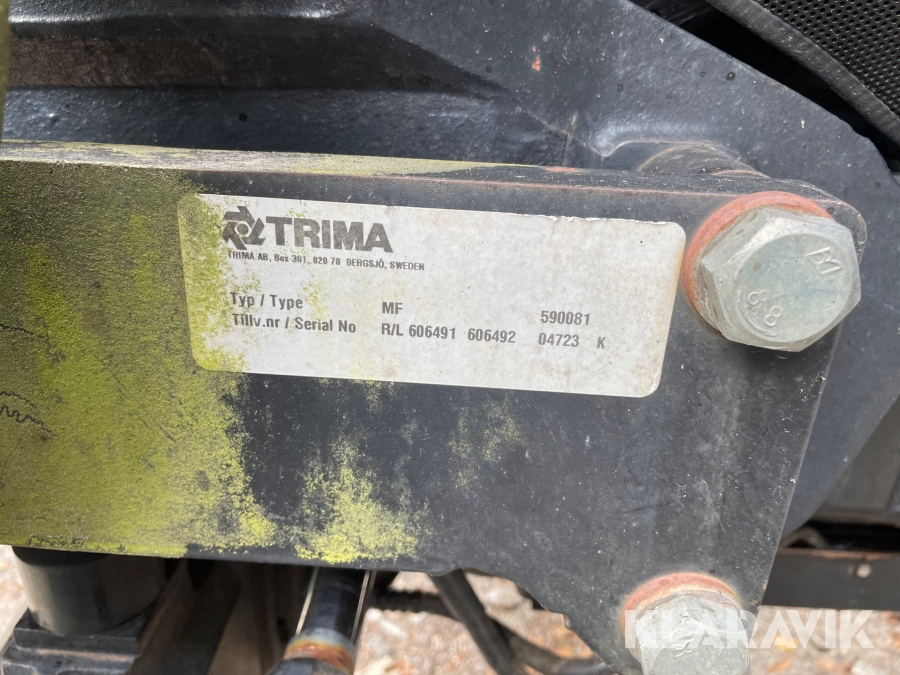 TRIMA
TRIMA AB, Box 301, 820 70 BERGSJÖ, SWEDEN
Typ / Type MF 590081
Tillv.nr / Serial No R/L 606491 606492 04723 K
8.8
KLARAVIK